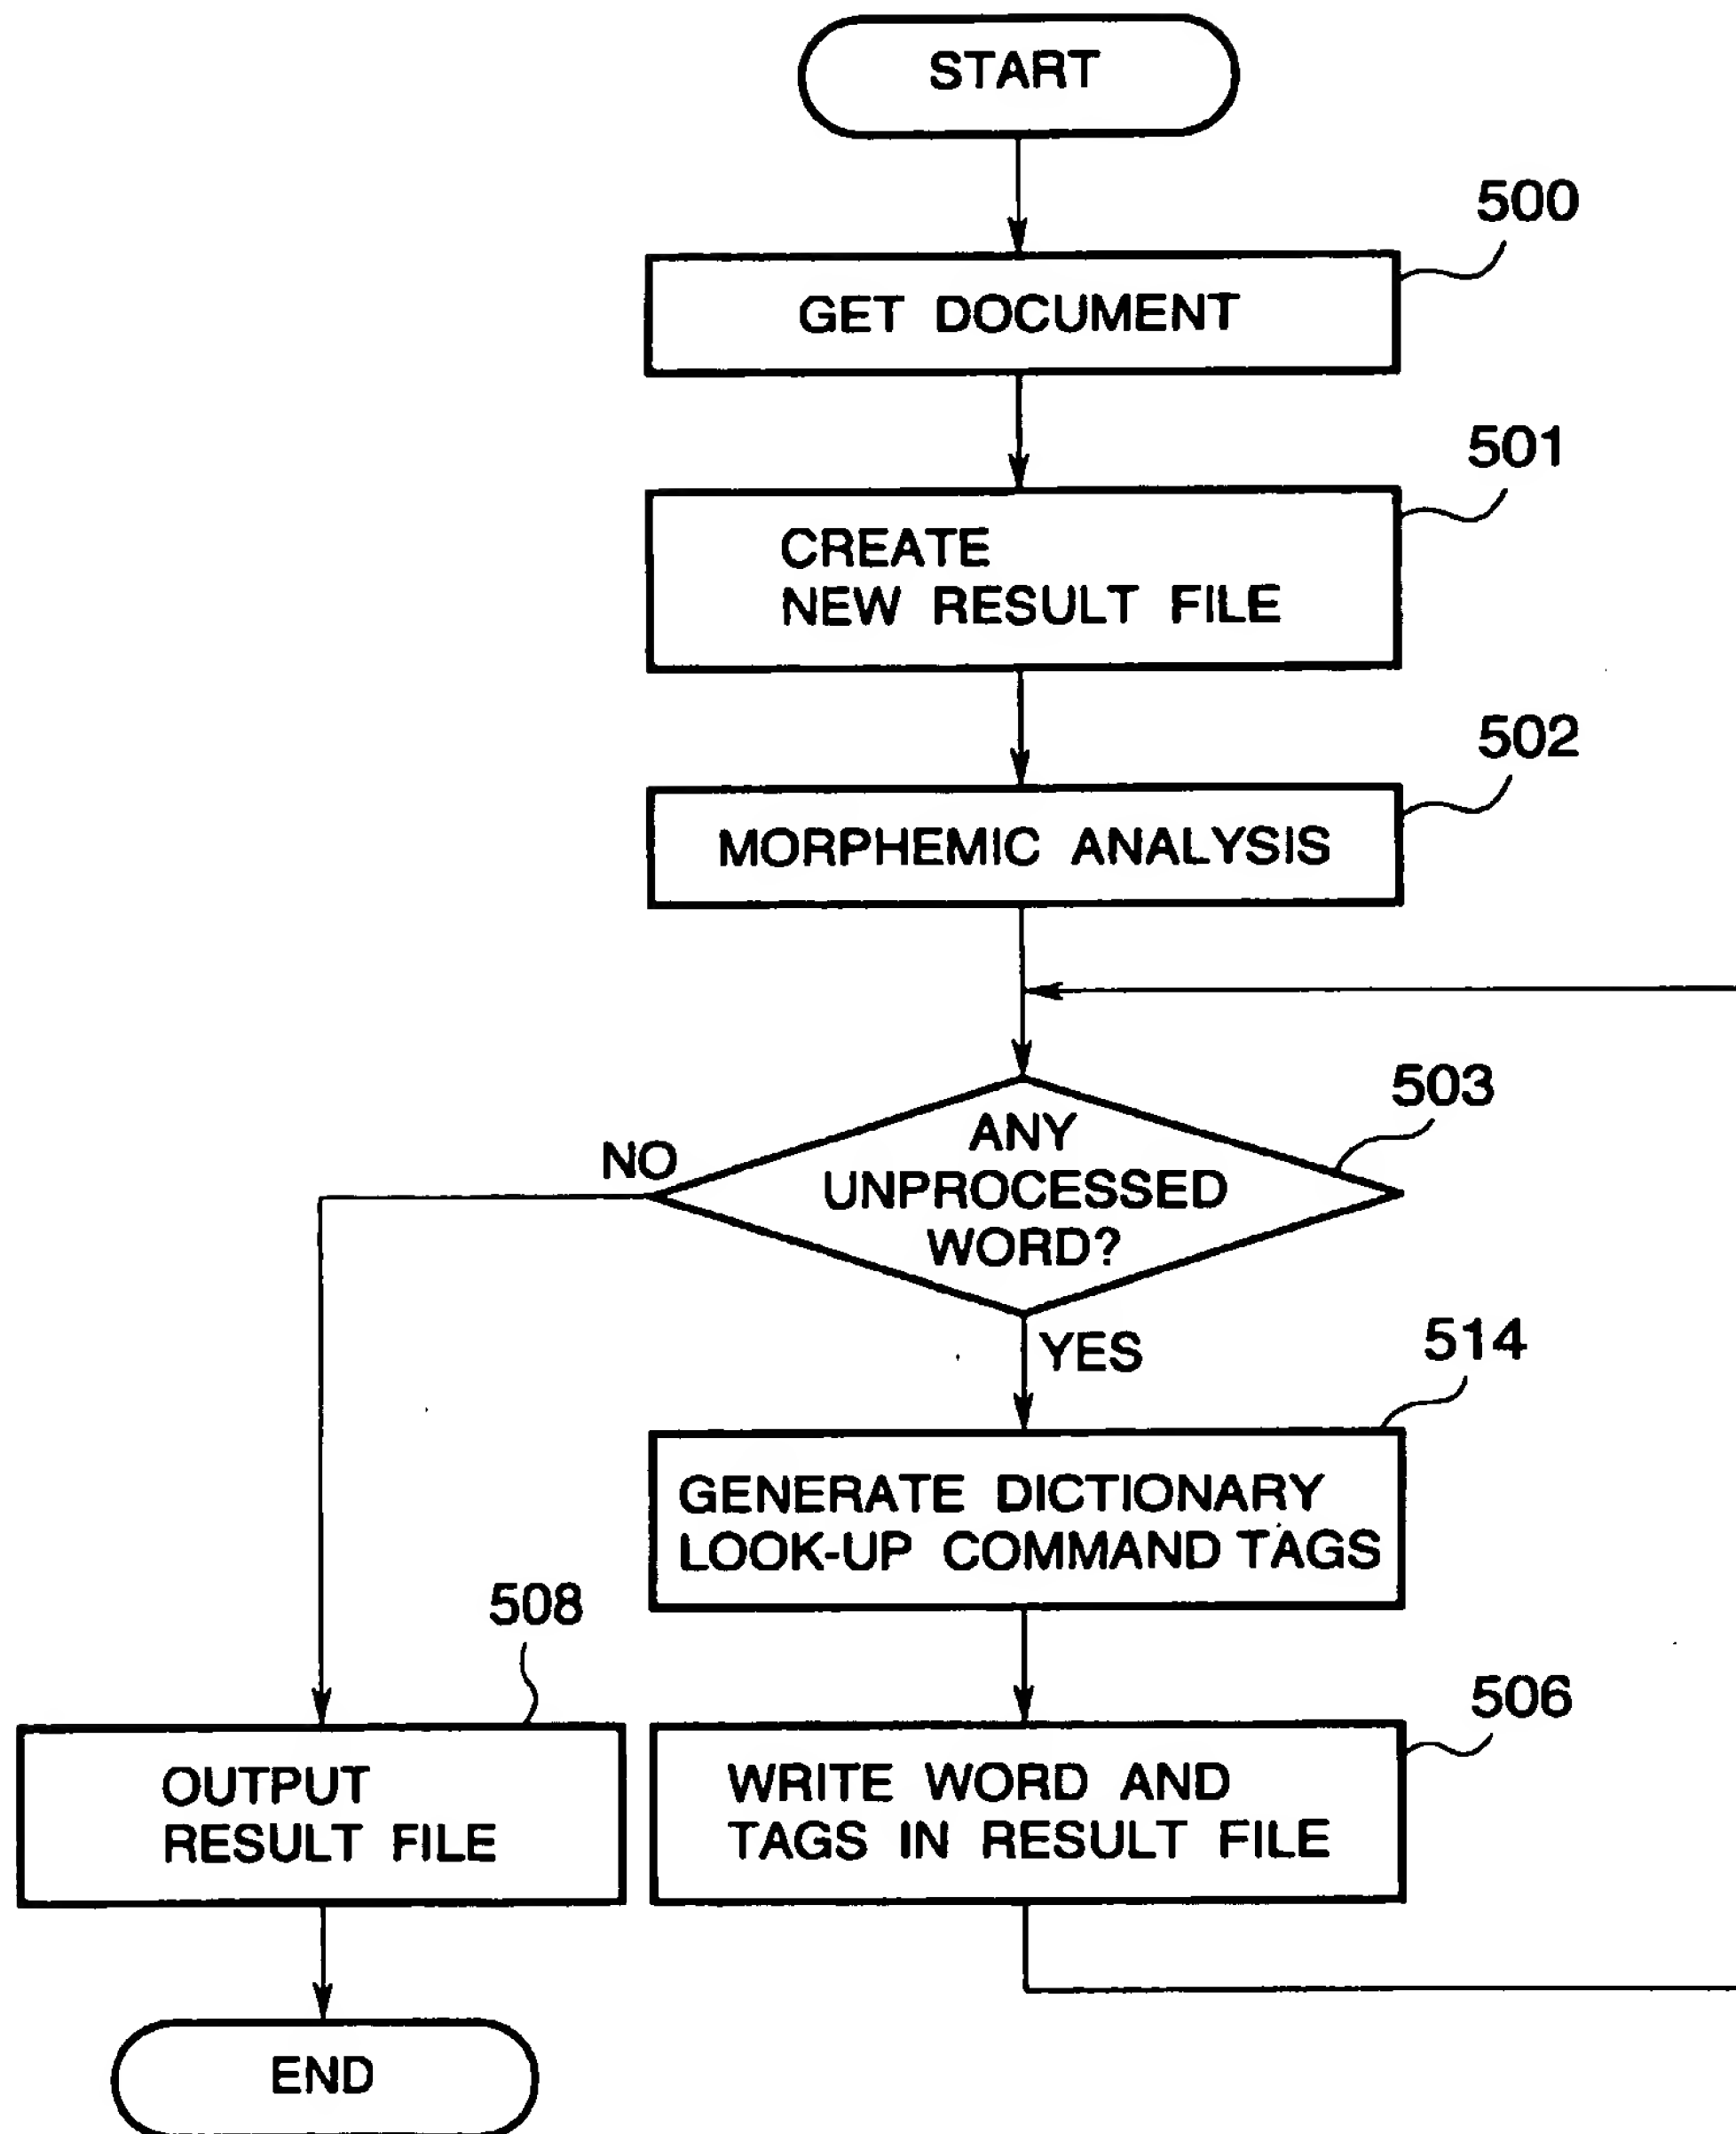 START
500
GET DOCUMENT
501
CREATE
NEW RESULT FILE
502
MORPHEMIC ANALYSIS
503
ANY
UNPROCESSED
WORD?
NO
YES
514
GENERATE DICTIONARY
LOOK-UP COMMAND TAGS
508
506
OUTPUT
RESULT FILE
WRITE WORD AND
TAGS IN RESULT FILE
END